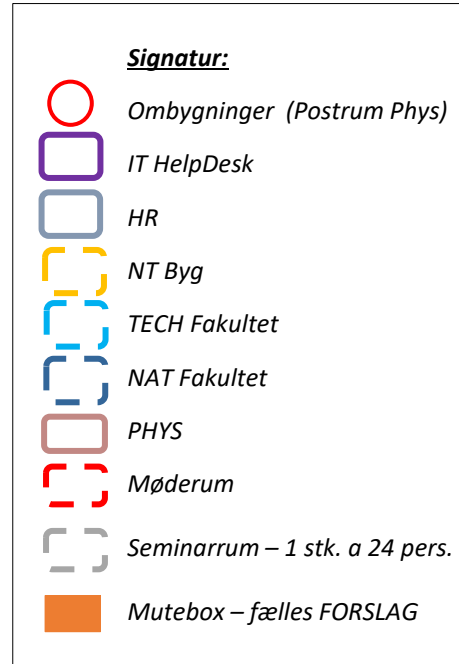 Signatur:
Ombygninger (Postrum Phys)
IT HelpDesk
HR
NT Byg
TECH Fakultet
NAT Fakultet
PHYS
Møderum
Seminarrum – 1 stk. a 24 pers.
Mutebox – fælles FORSLAG